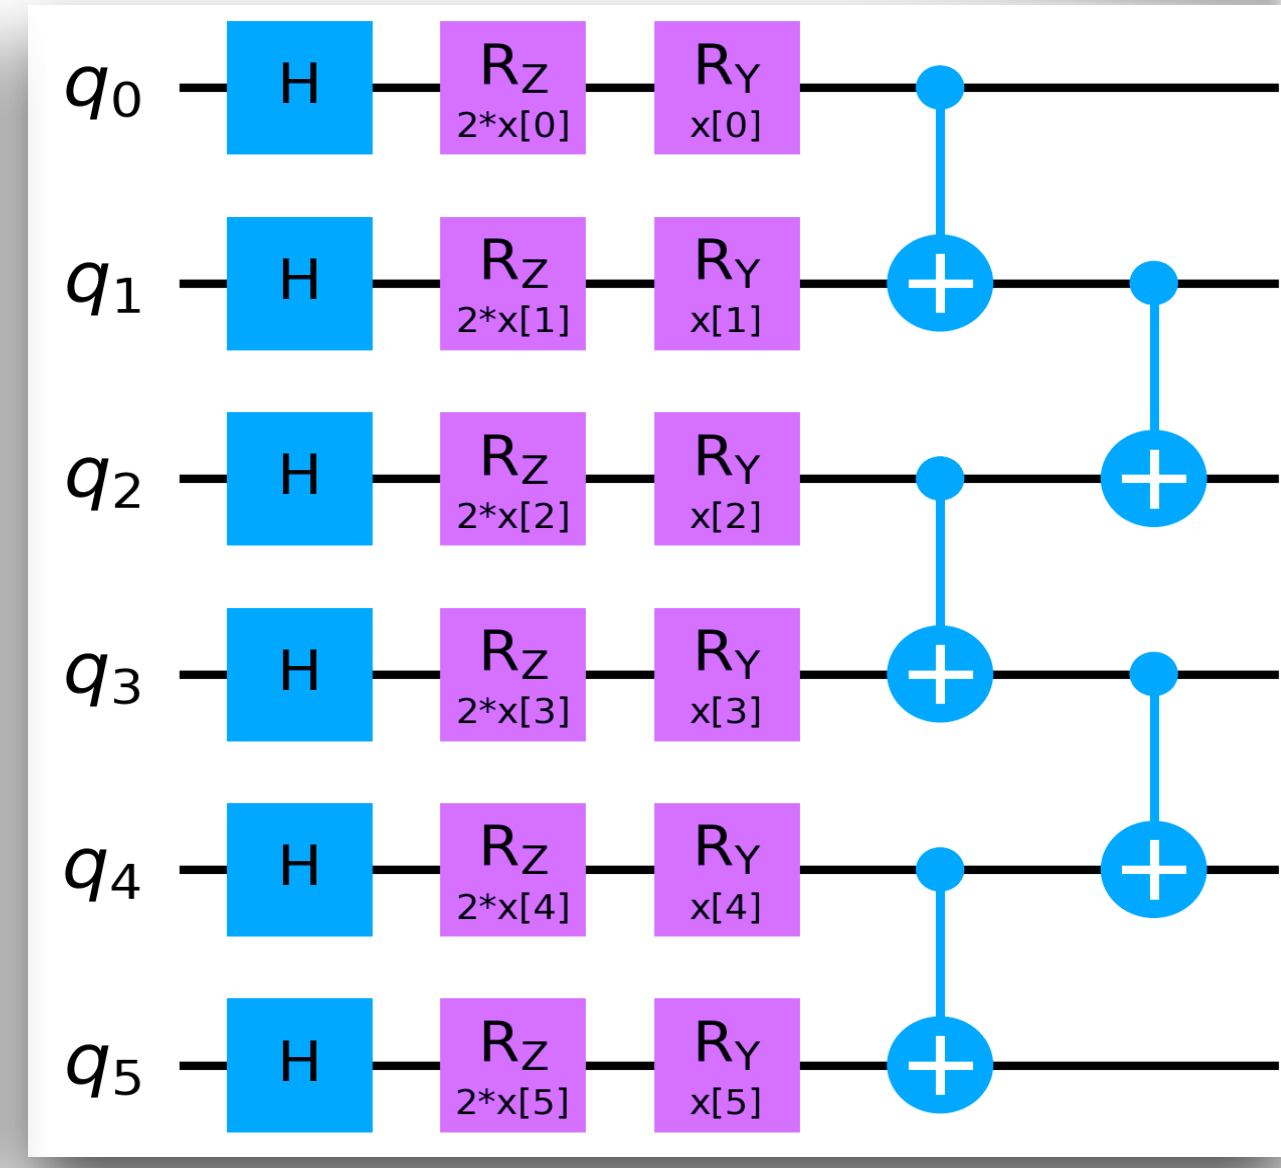 q0 H RZ RY
2*x[0] x[0]
q1 H RZ RY
2*x[1] x[1]
q2 H RZ RY
2*x[2] x[2]
q3 H RZ RY
2*x[3] x[3]
q4 H RZ RY
2*x[4] x[4]
q5 H RZ RY
2*x[5] x[5]